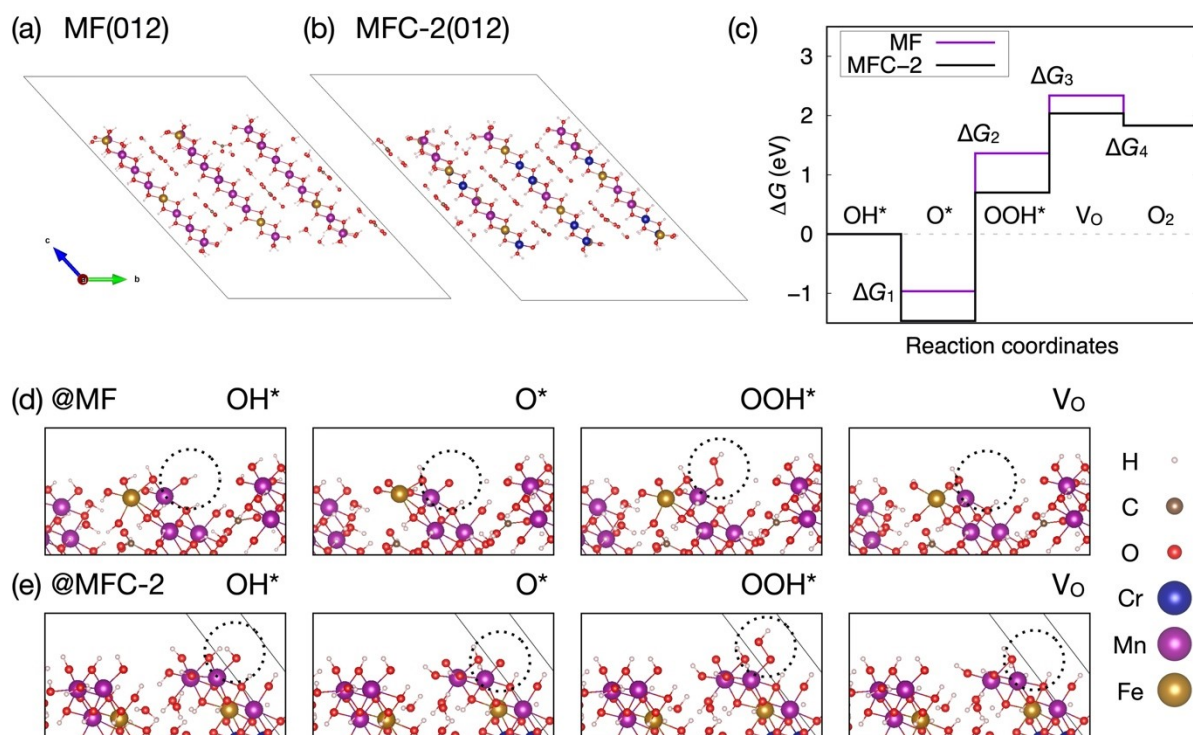 (a) MF(012)
(b) MFC-2(012)
(c)
c
b
MF
MFC-2
3
2
1
0
−1
ΔG (eV)
ΔG₁
ΔG₂
ΔG₃
ΔG₄
OH* O* OOH* Vₒ O₂
Reaction coordinates
(d) @MF OH* O* OOH* Vₒ
(e) @MFC-2 OH* O* OOH* Vₒ
H
C
O
Cr
Mn
Fe